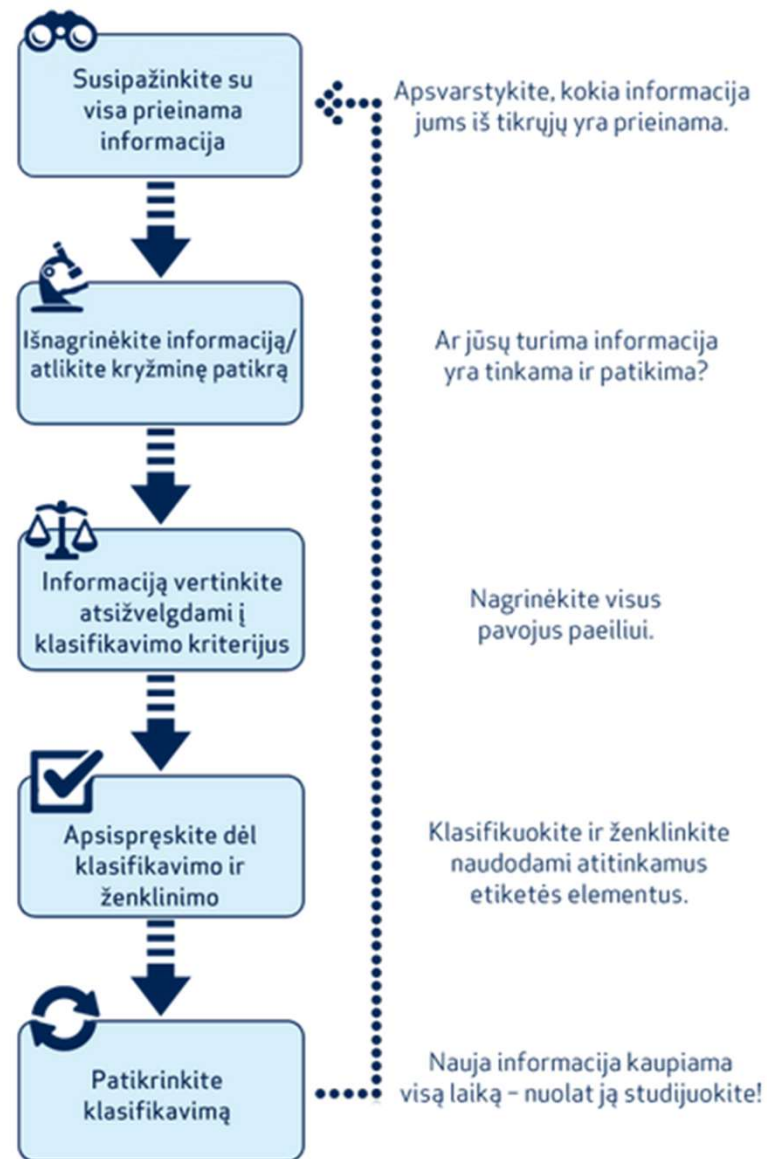 Susipažinkite su
visa prieinama
informacija
Apsvarstykite, kokia informacija
jums iš tikrųjų yra prieinama.
Išnagrinėkite informaciją/
atlikite kryžminę patikrą
Ar jūsų turima informacija
yra tinkama ir patikima?
Informaciją vertinkite
atsižvelgdami į
klasifikavimo kriterijus
Nagrinėkite visus
pavojus paeiliui.
Apsispręskite dėl
klasifikavimo ir
ženklinimo
Klasifikuokite ir ženklinkite
naudodami atitinkamus
etiketės elementus.
Patikrinkite
klasifikavimą
Nauja informacija kaupiama
visą laiką – nuolat ją studijuokite!